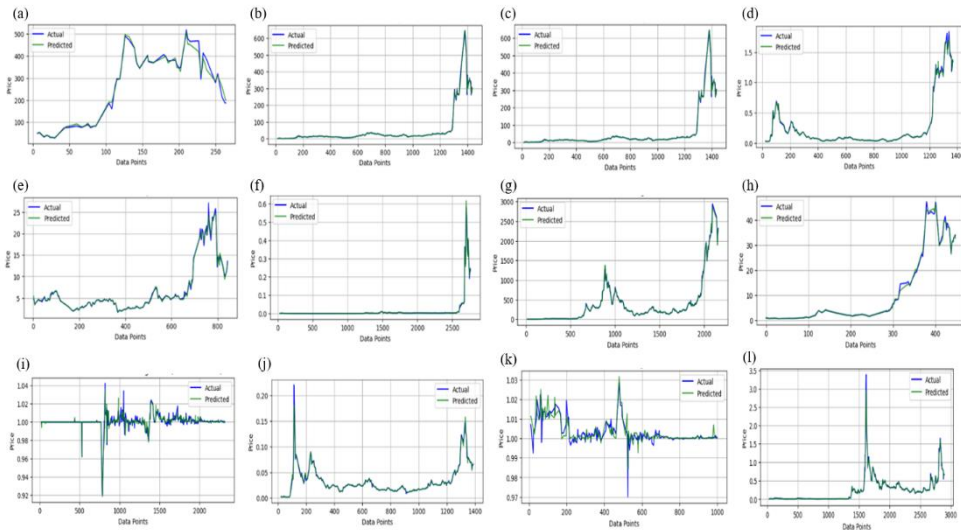 (a)
(b)
(c)
(d)
Actual
Predicted
Actual
Predicted
Actual
Predicted
Actual
Predicted
Price
500
400
300
200
100
0 50 100 150 200 250
Data Points
Price
600
500
400
300
200
100
0
0 200 400 600 800 1000 1200 1400
Data Points
Price
600
500
400
300
200
100
0
0 200 400 600 800 1000 1200 1400
Data Points
Price
1.5
1.0
0.5
0.0
0 200 400 600 800 1000 1200 1400
Data Points
(e)
(f)
(g)
(h)
Actual
Predicted
Actual
Predicted
Actual
Predicted
Actual
Predicted
Price
25
20
15
10
5
0 200 400 600 800
Data Points
Price
0.6
0.5
0.4
0.3
0.2
0.1
0.0
0 500 1000 1500 2000 2500
Data Points
Price
3000
2500
2000
1500
1000
500
0
0 500 1000 1500 2000
Data Points
Price
40
30
20
10
0
0 100 200 300 400
Data Points
(i)
(j)
(k)
(l)
Actual
Predicted
Actual
Predicted
Actual
Predicted
Actual
Predicted
Price
1.04
1.02
1.00
0.98
0.96
0.94
0.92
0 500 1000 1500 2000
Data Points
Price
0.20
0.15
0.10
0.05
0.00
0 200 400 600 800 1000 1200 1400
Data Points
Price
1.03
1.02
1.01
1.00
0.99
0.98
0.97
0 200 400 600 800 1000
Data Points
Price
3.5
3.0
2.5
2.0
1.5
1.0
0.5
0.0
0 500 1000 1500 2000 2500 3000
Data Points